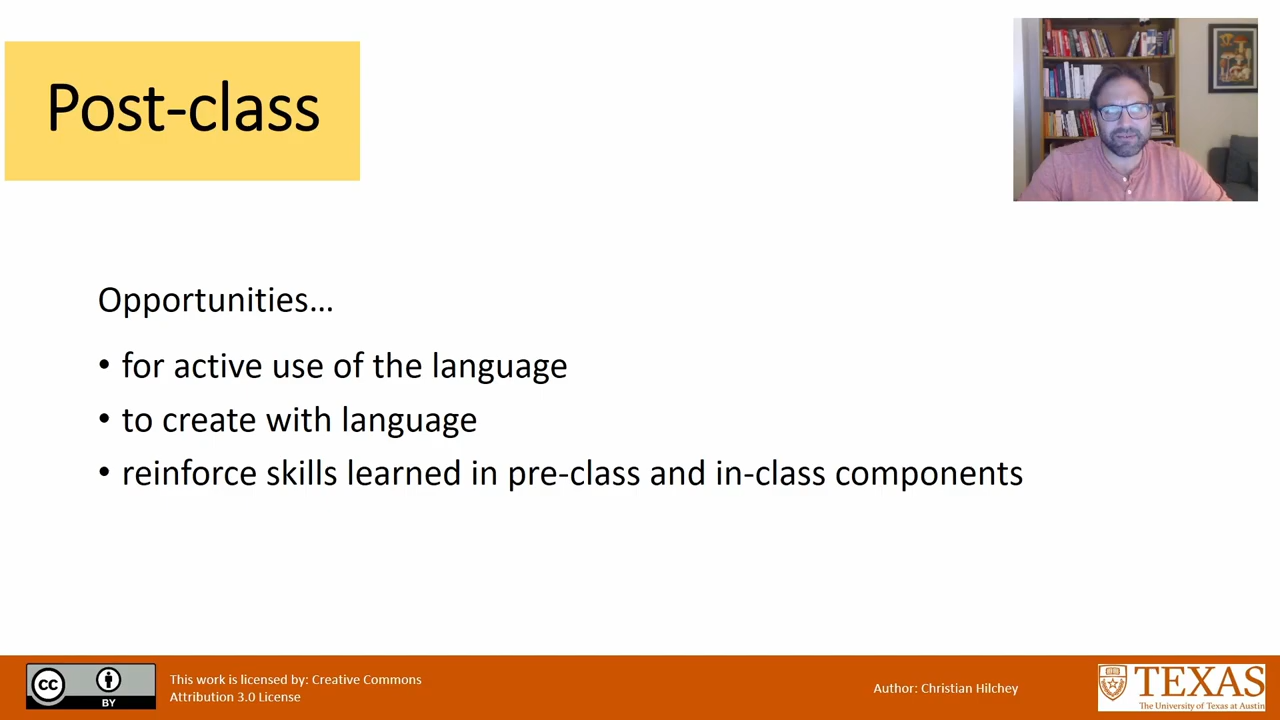 Post-class
Opportunities...
• for active use of the language
• to create with language
• reinforce skills learned in pre-class and in-class components
CC BY
This work is licensed by: Creative Commons
Attribution 3.0 License
Author: Christian Hilchey
TEXAS
The University of Texas at Austin